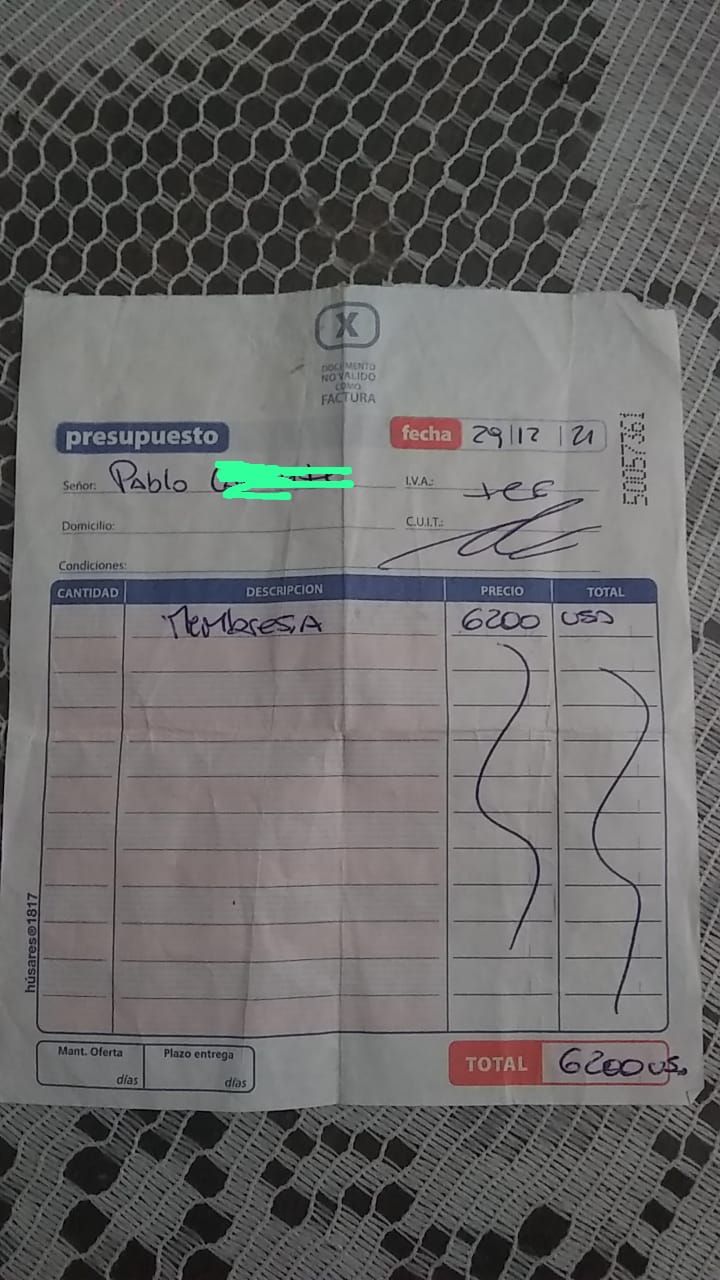 X
DOCUMENTO
NO VALIDO
COMO
FACTURA
presupuesto
fecha 29/12/21
50057361
Señor: Pablo
I.V.A.:
Domicilio:
C.U.I.T.:
Condiciones:
CANTIDAD DESCRIPCION PRECIO TOTAL
MeMbresiA 6200 USD
húsares®1817
Mant. Oferta Plazo entrega
días días
TOTAL 6200 US.